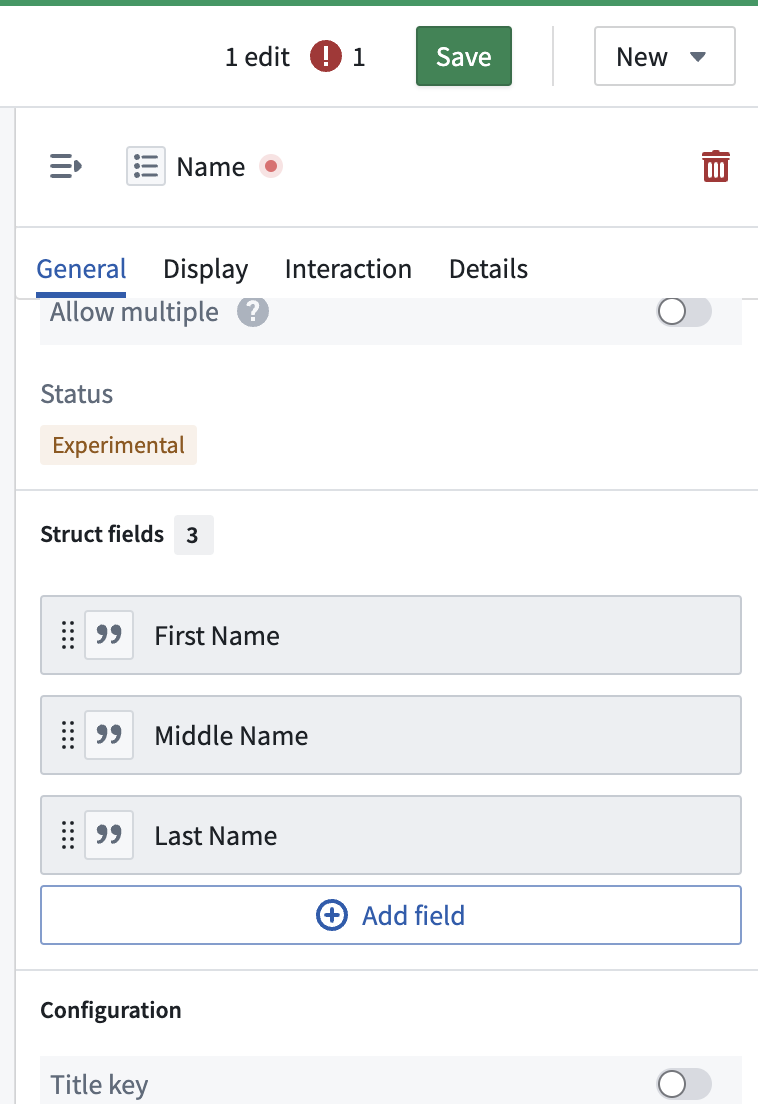 1 edit ! 1 Save New
Name
General Display Interaction Details
Allow multiple ?
Status
Experimental
Struct fields 3
First Name
Middle Name
Last Name
Add field
Configuration
Title key